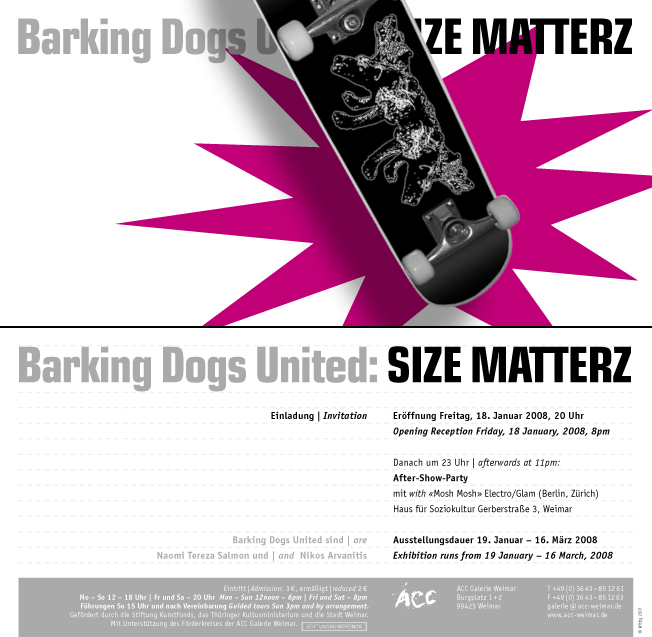 Barking Dogs U SIZE MATTERZ
Barking Dogs United: SIZE MATTERZ
Einladung | Invitation
Eröffnung Freitag, 18. Januar 2008, 20 Uhr
Opening Reception Friday, 18 January, 2008, 8pm
Danach um 23 Uhr | afterwards at 11pm:
After-Show-Party
mit with «Mosh Mosh» Electro/Glam (Berlin, Zürich)
Haus für Soziokultur Gerberstraße 3, Weimar
Barking Dogs United sind | are
Naomi Tereza Salmon und | and Nikos Arvanitis
Ausstellungsdauer 19. Januar – 16. März 2008
Exhibition runs from 19 January – 16 March, 2008
Eintritt | Admission: 3 €, ermäßigt | reduced 2 €
Mo – So 12 – 18 Uhr | Fr und Sa – 20 Uhr Mon – Sun 12noon – 6pm | Fri and Sat – 8pm
Führungen So 15 Uhr und nach Vereinbarung Guided tours Sun 3pm and by arrangement.
Gefördert durch die Stiftung Kunstfonds, das Thüringer Kultusministerium und die Stadt Weimar.
Mit Unterstützung des Förderkreises der ACC Galerie Weimar.
ACC
ACC Galerie Weimar
Burgplatz 1+2
99423 Weimar
T +49 (0) 36 43 – 85 12 61
F +49 (0) 36 43 – 85 12 63
galerie @ acc-weimar.de
www.acc-weimar.de